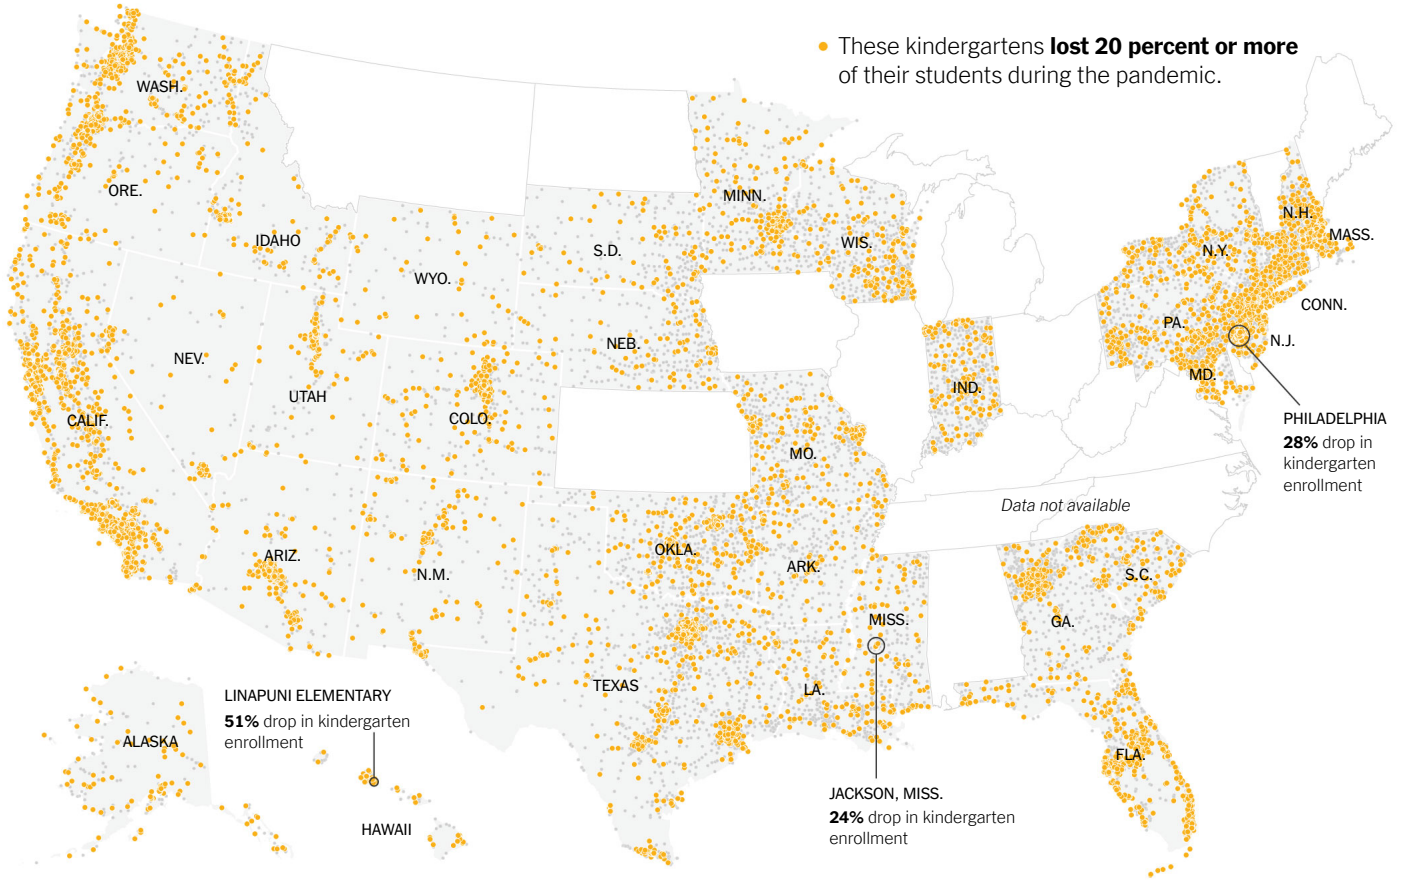 These kindergartens lost 20 percent or more
of their students during the pandemic.
WASH.
ORE.
IDAHO
MINN.
WIS.
S.D.
WYO.
N.H.
MASS.
N.Y.
CONN.
PA.
N.J.
MD.
NEV.
NEB.
UTAH
COLO.
CALIF.
IND.
MO.
PHILADELPHIA
28% drop in
kindergarten
enrollment
Data not available
ARIZ.
N.M.
OKLA.
ARK.
S.C.
GA.
MISS.
TEXAS
LA.
FLA.
LINAPUNI ELEMENTARY
51% drop in kindergarten
enrollment
ALASKA
HAWAII
JACKSON, MISS.
24% drop in kindergarten
enrollment